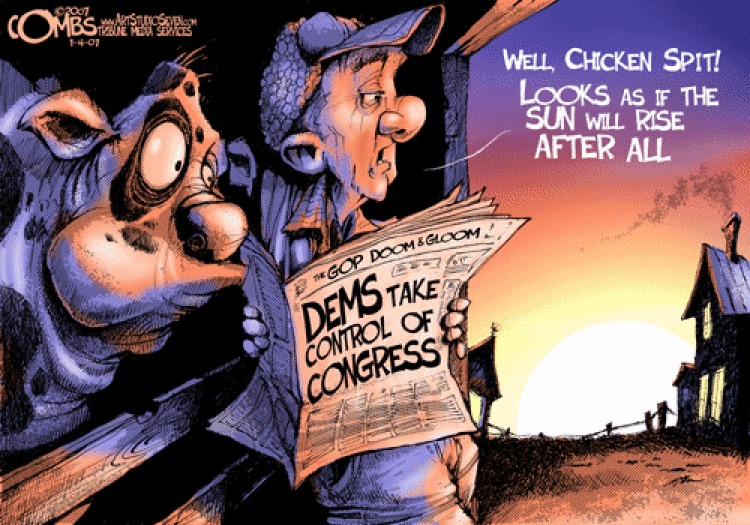 ©2007
COMBS
www.ArtStudioSeven.com
TRIBUNE MEDIA SERVICES
1-4-07
WELL, CHICKEN SPIT!
LOOKS AS IF THE
SUN WILL RISE
AFTER ALL
THE GOP DOOM & GLOOM!
DEMS TAKE
CONTROL OF
CONGRESS